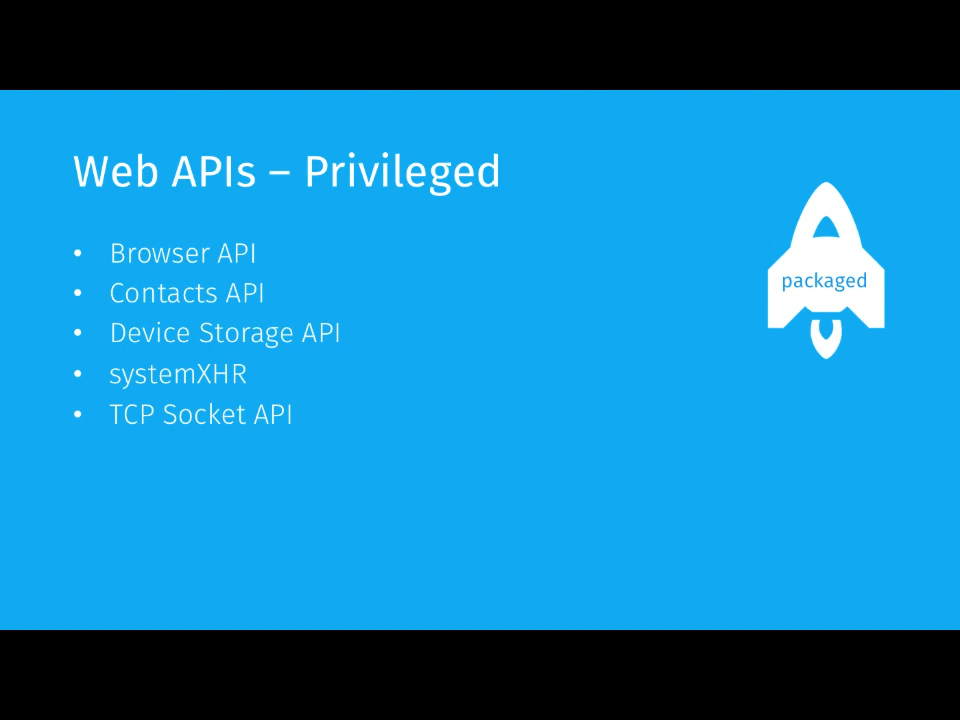 Web APIs – Privileged
• Browser API
• Contacts API
• Device Storage API
• systemXHR
• TCP Socket API
packaged